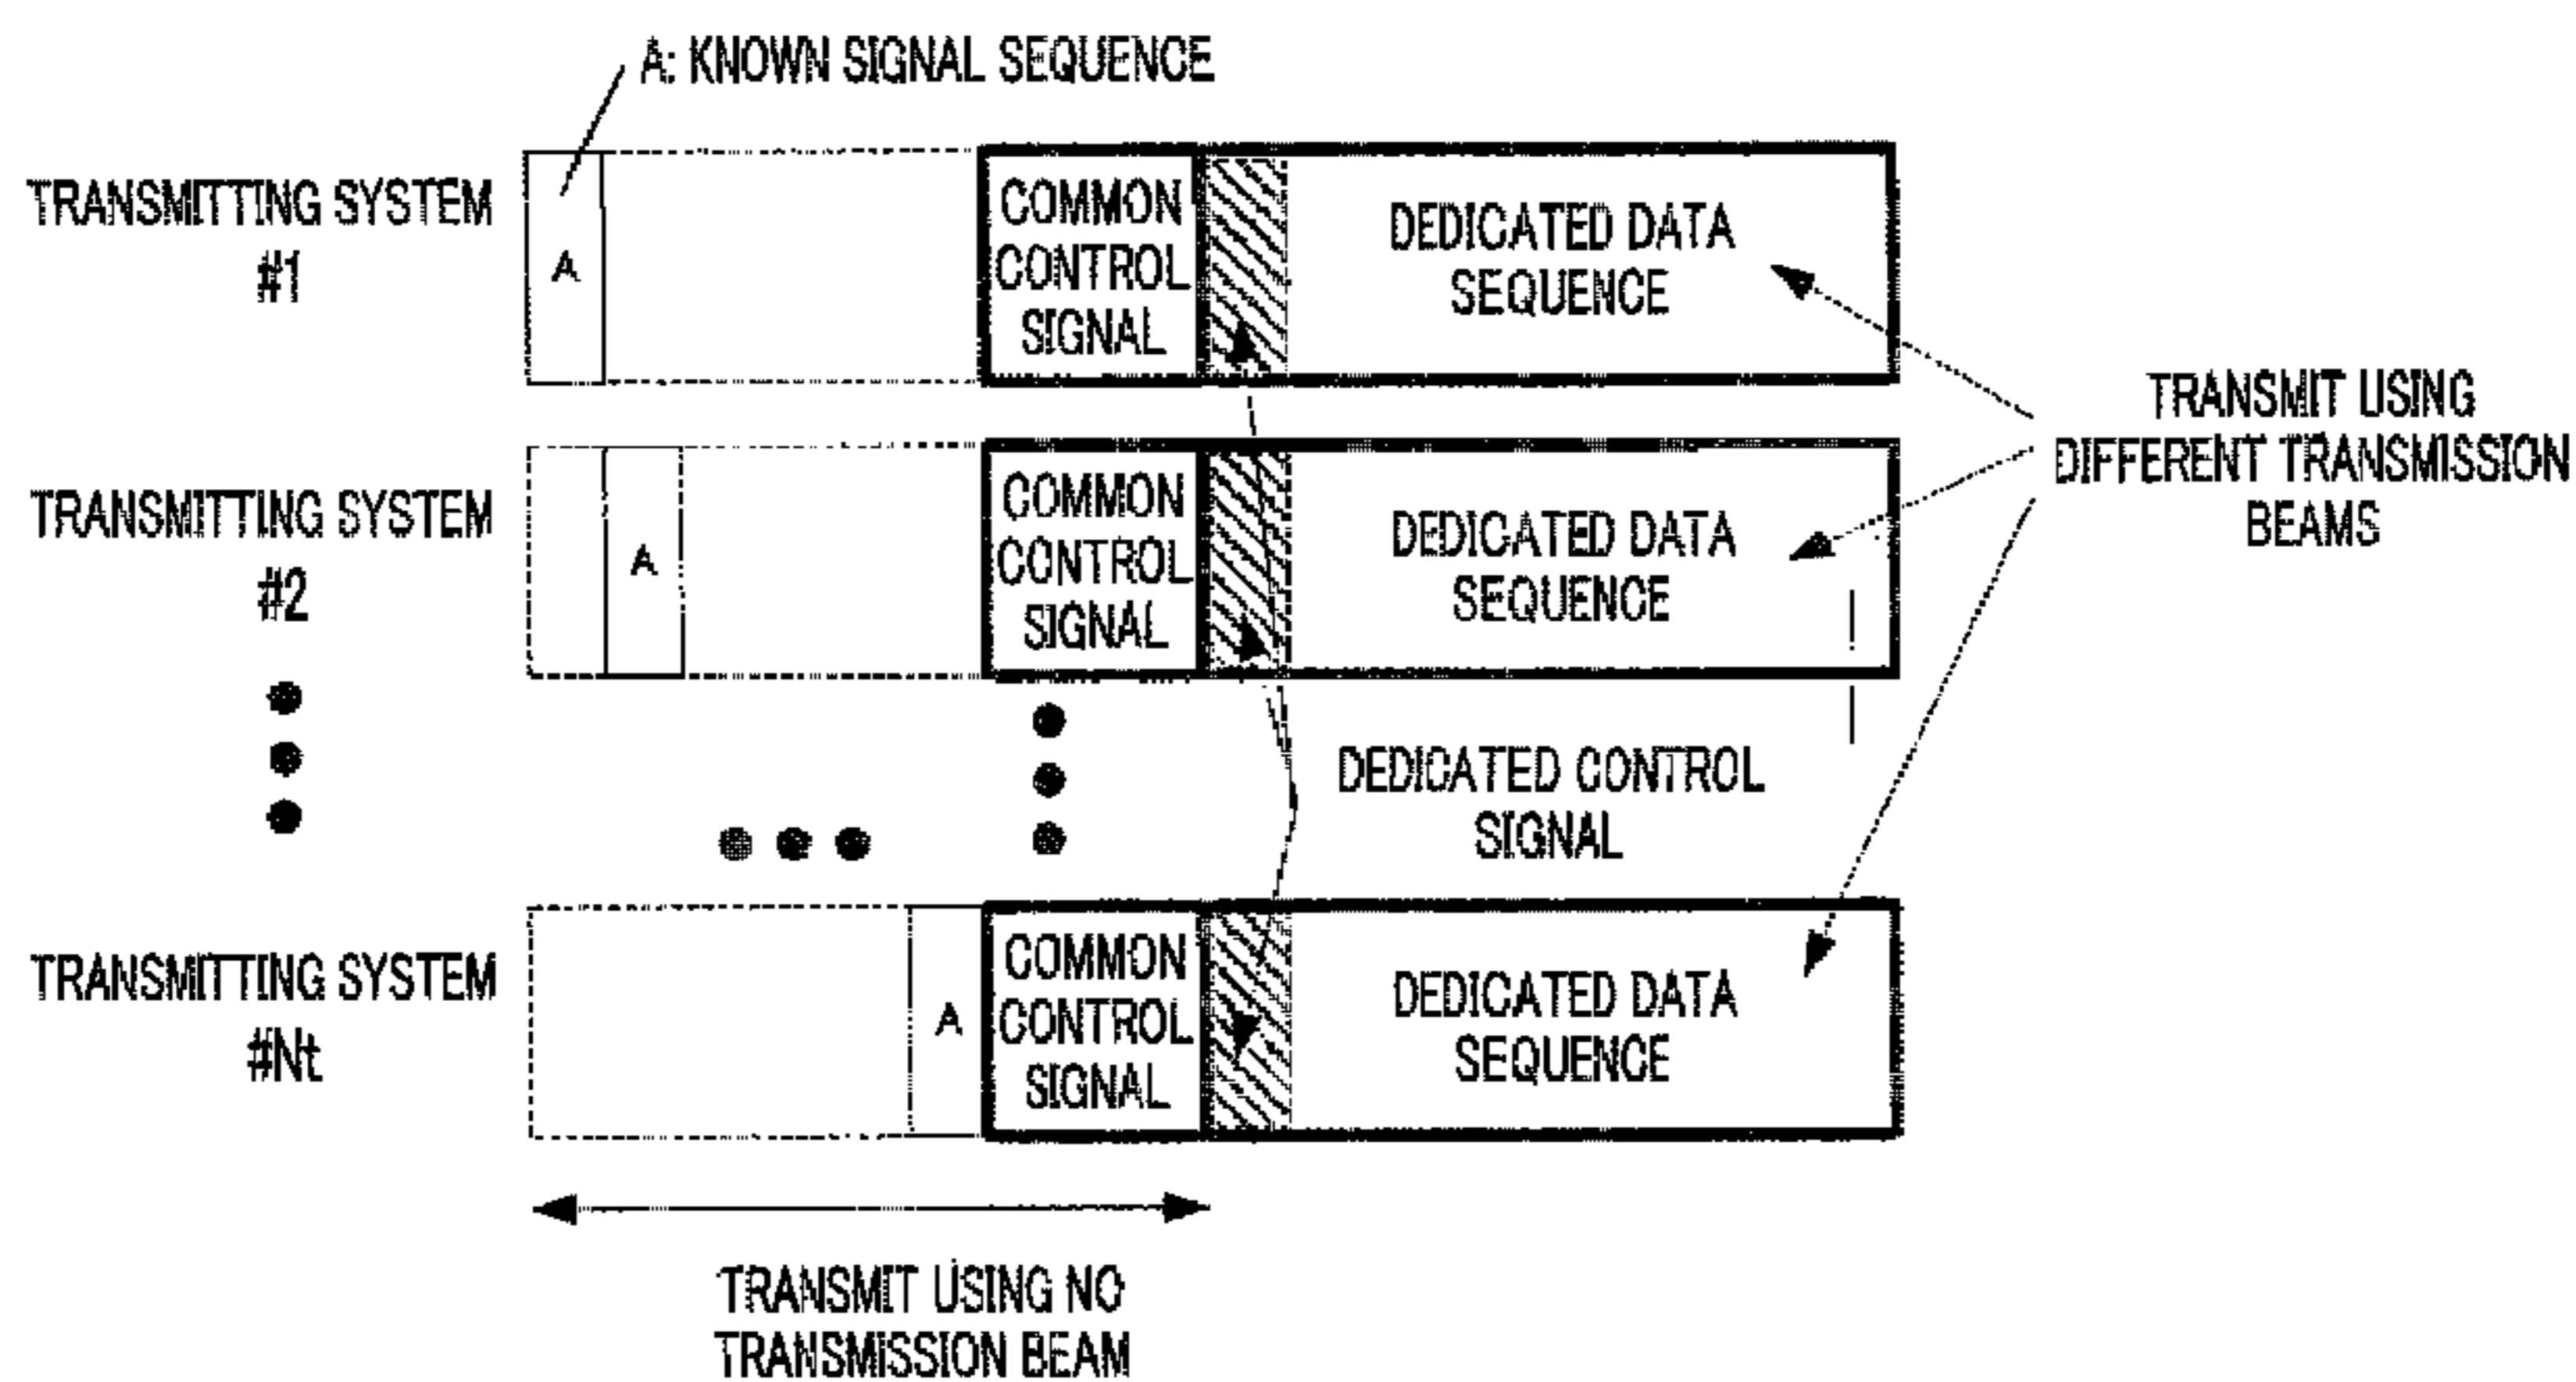 A: KNOWN SIGNAL SEQUENCE
TRANSMITTING SYSTEM
#1
A
COMMON
CONTROL
SIGNAL
DEDICATED DATA
SEQUENCE
TRANSMIT USING
DIFFERENT TRANSMISSION
BEAMS
TRANSMITTING SYSTEM
#2
A
COMMON
CONTROL
SIGNAL
DEDICATED DATA
SEQUENCE
DEDICATED CONTROL
SIGNAL
TRANSMITTING SYSTEM
#Nt
A
COMMON
CONTROL
SIGNAL
DEDICATED DATA
SEQUENCE
TRANSMIT USING NO
TRANSMISSION BEAM